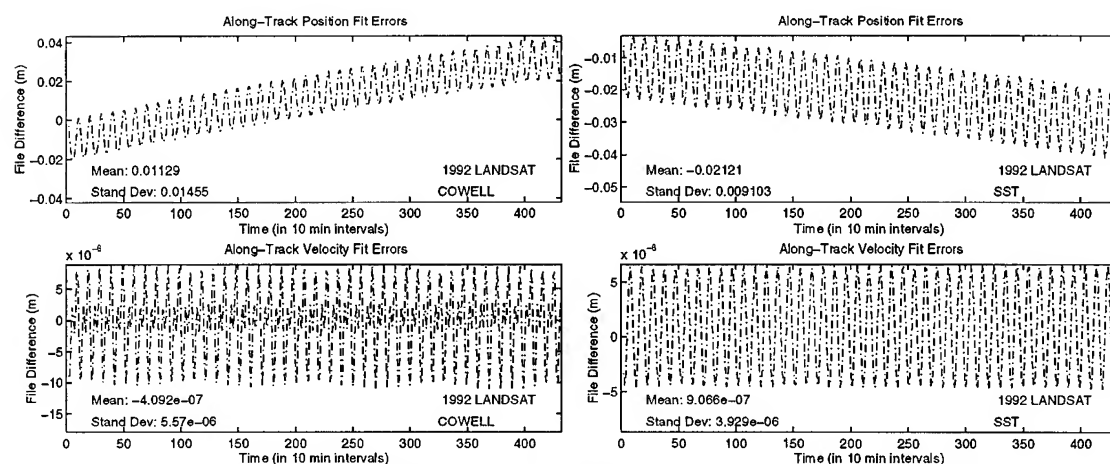 Along-Track Position Fit Errors
File Difference (m)
0.04
0.02
0
-0.02
-0.04
Mean: 0.01129
1992 LANDSAT
Stand Dev: 0.01455
COWELL
0 50 100 150 200 250 300 350 400
Time (in 10 min intervals)
Along-Track Position Fit Errors
File Difference (m)
-0.01
-0.02
-0.03
-0.04
-0.05
Mean: -0.02121
1992 LANDSAT
Stand Dev: 0.009103
SST
0 50 100 150 200 250 300 350 400
Time (in 10 min intervals)
Along-Track Velocity Fit Errors
x 10⁻⁶
File Difference (m)
5
0
-5
-10
-15
Mean: -4.092e-07
1992 LANDSAT
Stand Dev: 5.57e-06
COWELL
0 50 100 150 200 250 300 350 400
Time (in 10 min intervals)
Along-Track Velocity Fit Errors
x 10⁻⁶
File Difference (m)
5
0
-5
Mean: 9.066e-07
1992 LANDSAT
Stand Dev: 3.929e-06
SST
0 50 100 150 200 250 300 350 400
Time (in 10 min intervals)